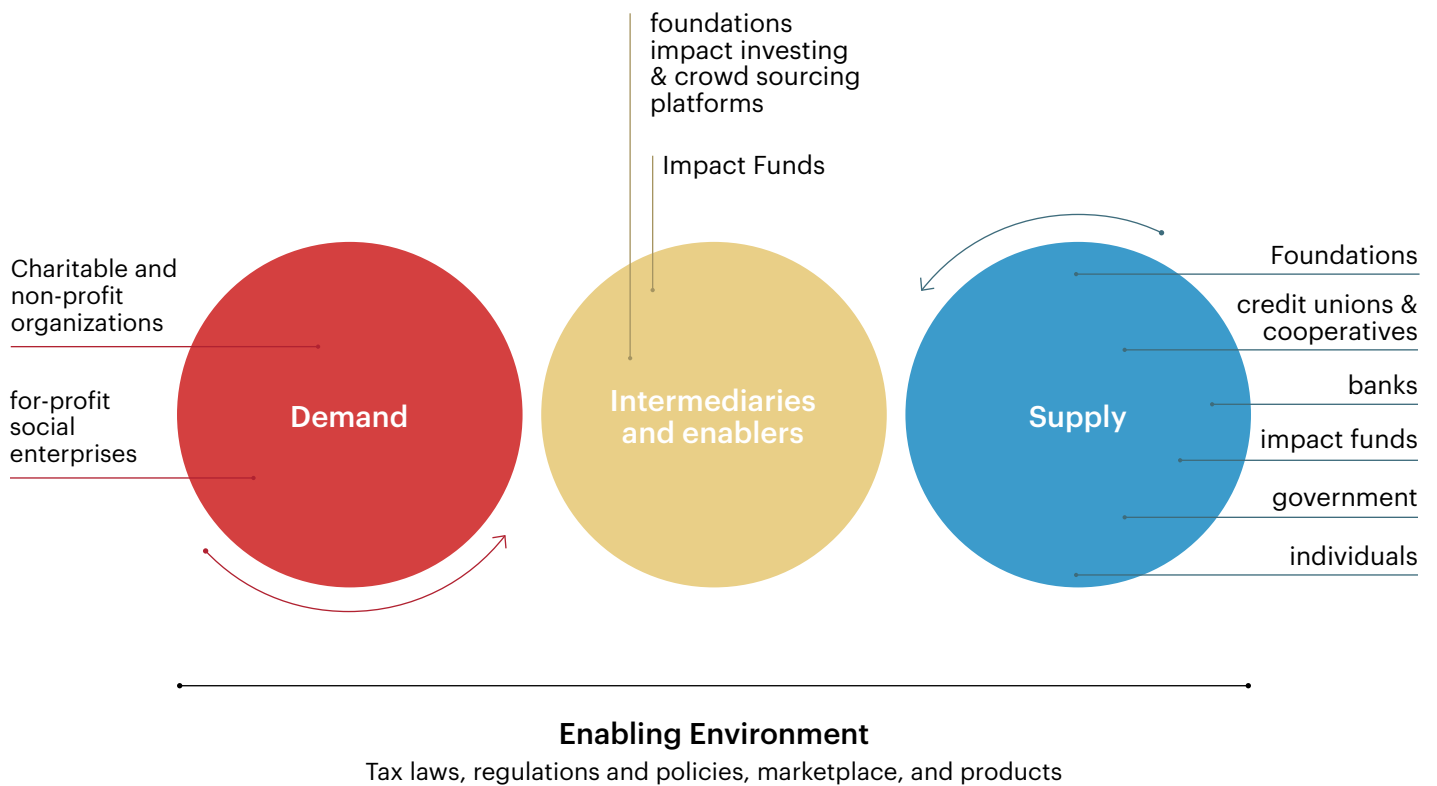 foundations
impact investing
& crowd sourcing
platforms
Impact Funds
Charitable and
non-profit
organizations
for-profit
social
enterprises
Demand
Intermediaries
and enablers
Supply
Foundations
credit unions &
cooperatives
banks
impact funds
government
individuals
Enabling Environment
Tax laws, regulations and policies, marketplace, and products